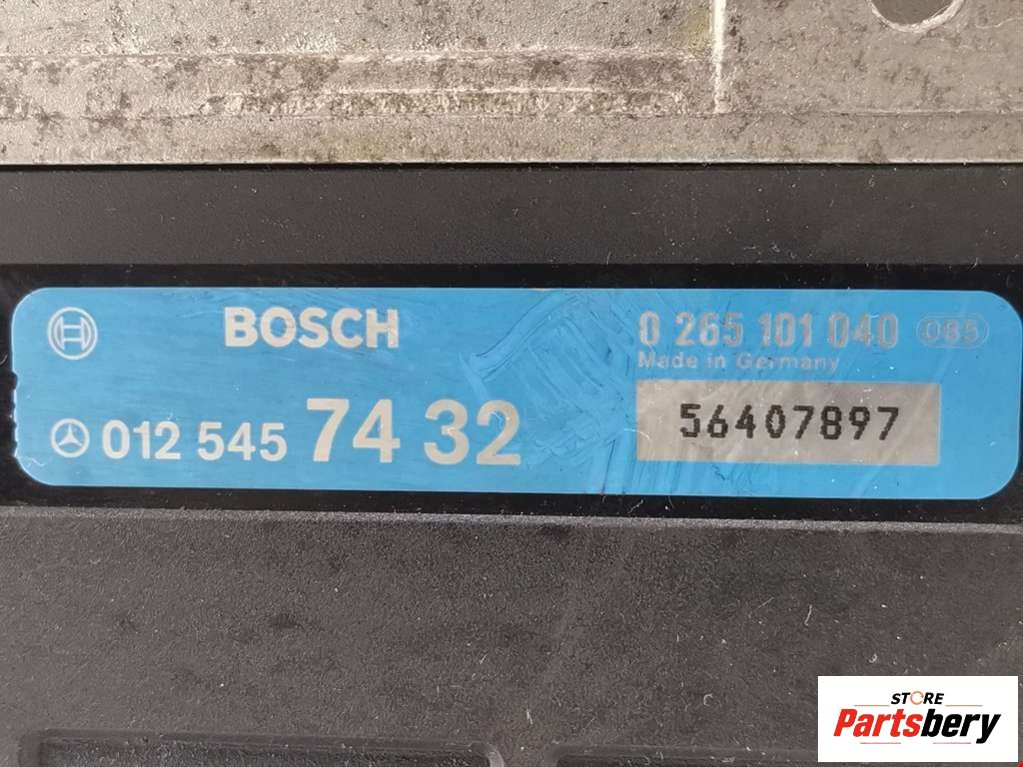 BOSCH
0 265 101 040 085
Made in Germany
012 545 74 32
56407897
STORE
Partsbery